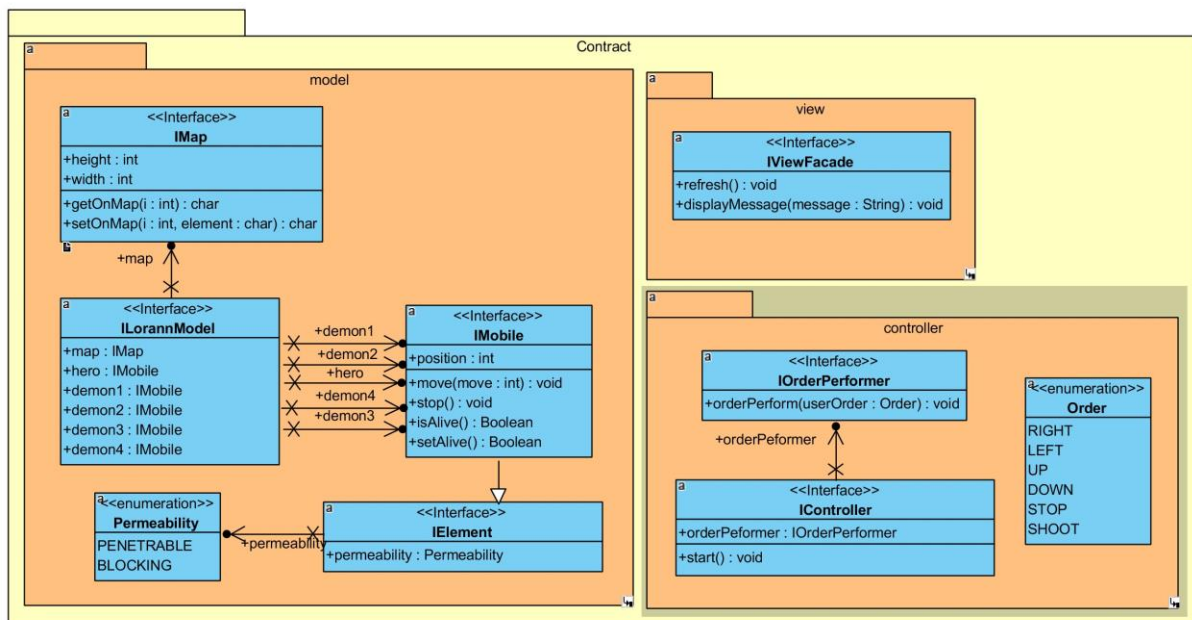 Contract
a
model
a
<<Interface>>
IMap
+height : int
+width : int
+getOnMap(i : int) : char
+setOnMap(i : int, element : char) : char
+map
a
<<Interface>>
ILorannModel
+map : IMap
+hero : IMobile
+demon1 : IMobile
+demon2 : IMobile
+demon3 : IMobile
+demon4 : IMobile
+demon1
+demon2
+hero
+demon4
+demon3
a
<<Interface>>
IMobile
+position : int
+move(move : int) : void
+stop() : void
+isAlive() : Boolean
+setAlive() : Boolean
a
<<enumeration>>
Permeability
PENETRABLE
BLOCKING
+permeability
a
<<Interface>>
IElement
+permeability : Permeability
a
view
a
<<Interface>>
IViewFacade
+refresh() : void
+displayMessage(message : String) : void
a
controller
a
<<Interface>>
IOrderPerformer
+orderPerform(userOrder : Order) : void
+orderPeformer
a
<<Interface>>
IController
+orderPeformer : IOrderPerformer
+start() : void
a
<<enumeration>>
Order
RIGHT
LEFT
UP
DOWN
STOP
SHOOT